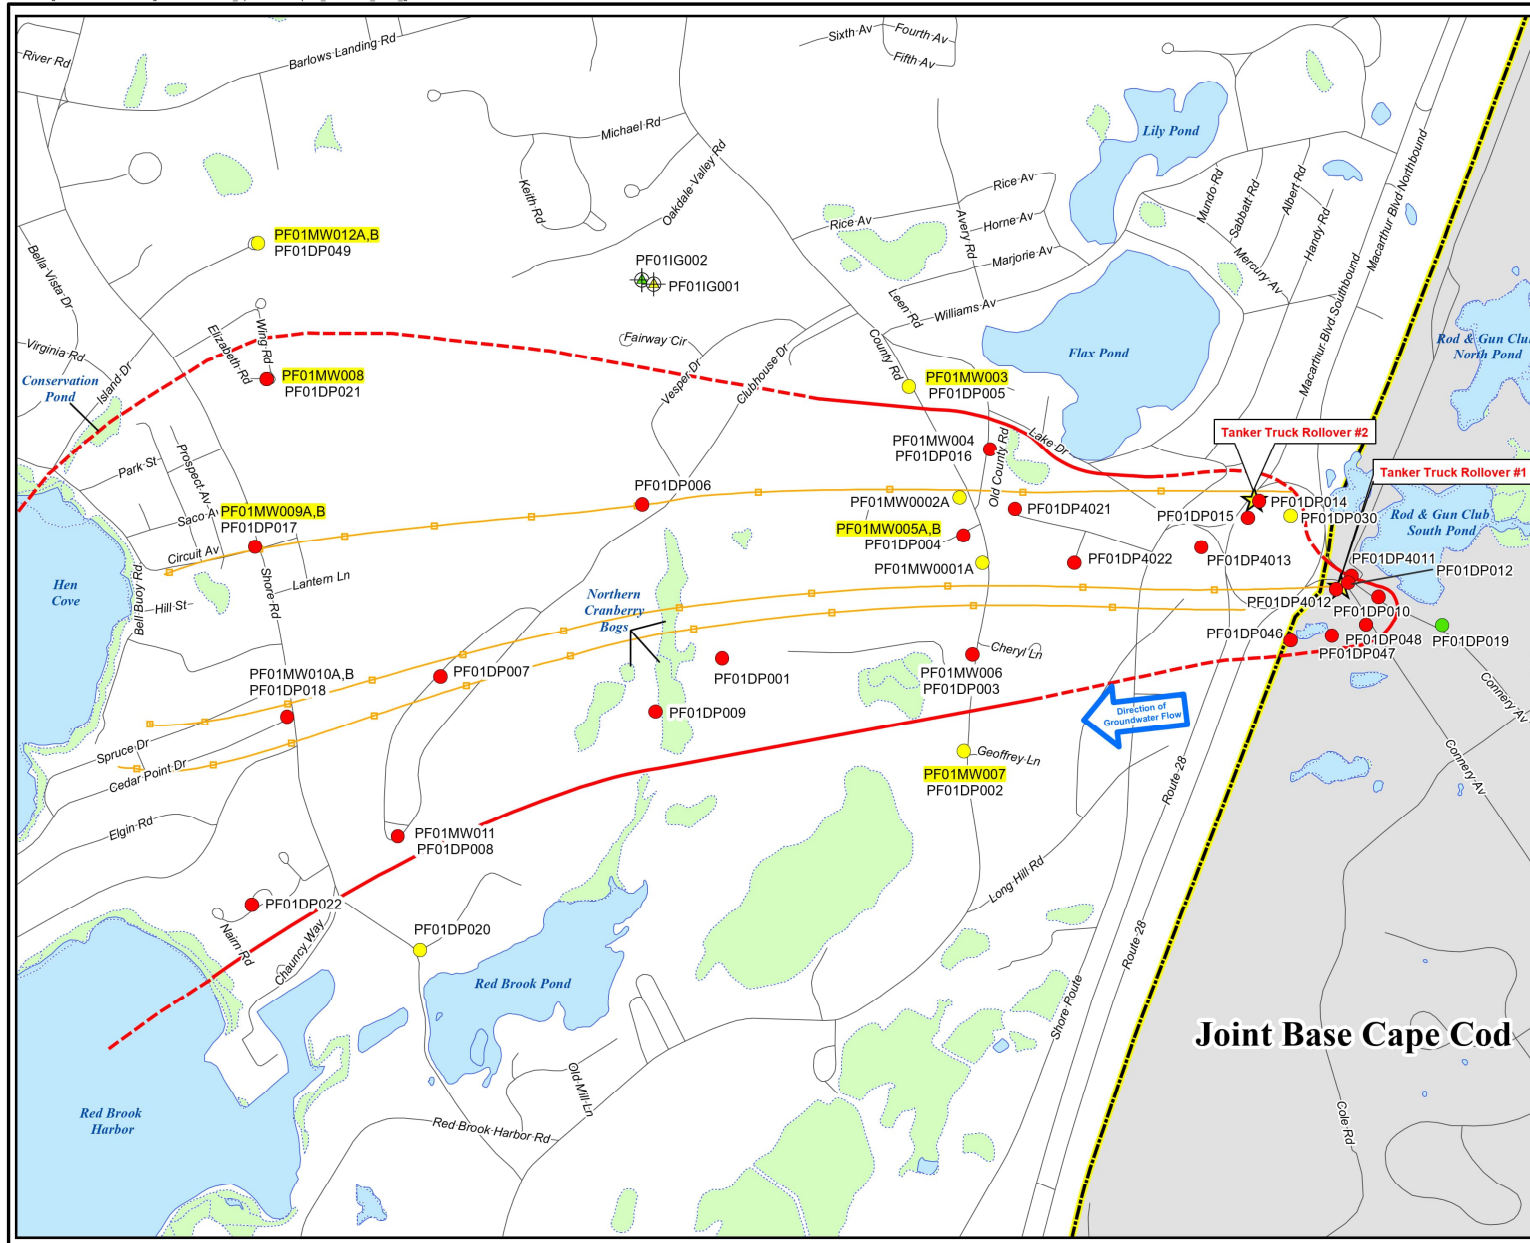 River Rd
Barlows Landing Rd
Sixth Av
Fourth Av
Fifth Av
Michael Rd
Keith Rd
Oakdale Valley Rd
Lily Pond
Rice Av
Rice Av
Horne Av
Marjorie Av
Avery Rd
Leen Rd
Williams Av
Mundo Rd
Sabbatt Rd
Albert Rd
Handy Rd
Mercury Av
Macarthur Blvd Northbound
Macarthur Blvd Southbound
PF01MW012A,B
PF01DP049
Bella Vista Dr
PF01IG002
PF01IG001
Virginia Rd
Island Dr
Elizabeth Rd
Wing Rd
Fairway Cir
Vesper Dr
Clubhouse Dr
County Rd
Flax Pond
Rod & Gun Club
North Pond
Conservation
Pond
PF01MW008
PF01DP021
PF01MW003
PF01DP005
Park St
Prospect Av
Saco Av
PF01MW004
PF01DP016
Old County Rd
Lake Dr
Tanker Truck Rollover #2
Tanker Truck Rollover #1
PF01DP006
PF01MW0002A
PF01DP4021
PF01DP014
PF01DP015
PF01DP030
Rod & Gun Club
South Pond
PF01MW009A,B
PF01DP017
PF01MW005A,B
PF01DP004
Circuit Av
PF01MW0001A
PF01DP4022
PF01DP4013
PF01DP4011
PF01DP012
Hen
Cove
Bell Buoy Rd
Lantern Ln
Hill St
Shore Rd
Northern
Cranberry
Bogs
PF01DP4012
PF01DP010
PF01DP046
PF01DP048
PF01DP047
PF01DP019
PF01MW010A,B
PF01DP018
PF01DP007
PF01DP001
Cheryl Ln
PF01MW006
PF01DP003
Connery Av
PF01DP009
Direction of
Groundwater Flow
Spruce Dr
Cedar Point Dr
Geoffrey Ln
PF01MW007
PF01DP002
Connery Av
Route 28
Elgin Rd
PF01MW011
PF01DP008
Long Hill Rd
PF01DP022
PF01DP020
Nairn Rd
Chauncy Way
Route 28
Red Brook Pond
Shore Route
Joint Base Cape Cod
Old Mill Ln
Red Brook
Harbor
Red Brook Harbor Rd
Cole Rd